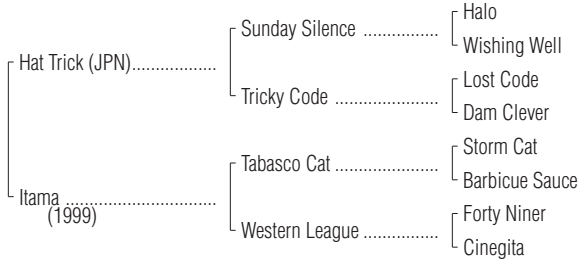 Halo
Sunday Silence ..................
Wishing Well
Hat Trick (JPN)....................
Lost Code
Tricky Code ........................
Dam Clever
Storm Cat
Tabasco Cat ........................
Barbicue Sauce
Itama ....................................
(1999)
Forty Niner
Western League .................
Cinegita